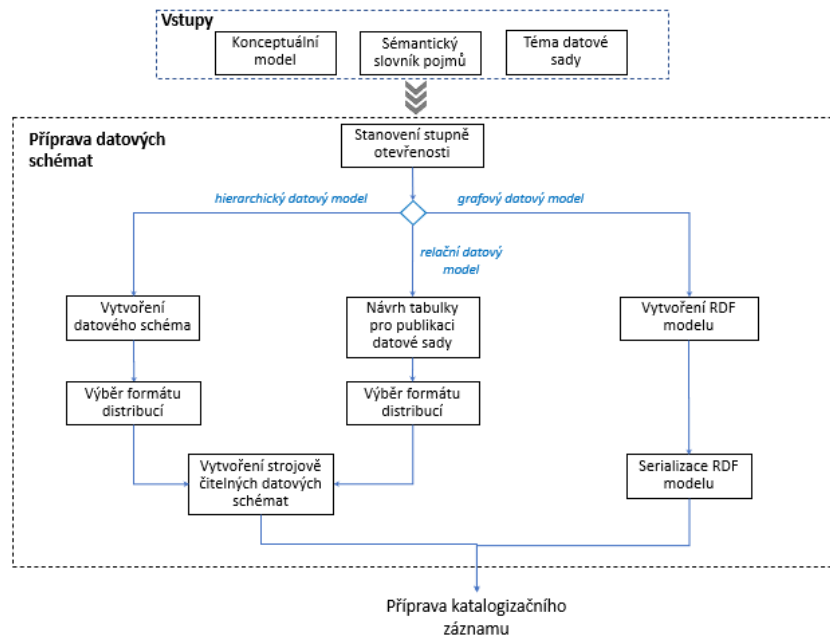 Vstupy
Konceptuální
model
Sémantický
slovník pojmů
Téma datové
sady
Příprava datových
schémat
Stanovení stupně
otevřenosti
hierarchický datový model
grafový datový model
relační datový
model
Vytvoření
datového schéma
Návrh tabulky
pro publikaci
datové sady
Vytvoření RDF
modelu
Výběr formátu
distribucí
Výběr formátu
distribucí
Vytvoření strojově
čitelných datových
schémat
Serializace RDF
modelu
Příprava katalogizačního
záznamu